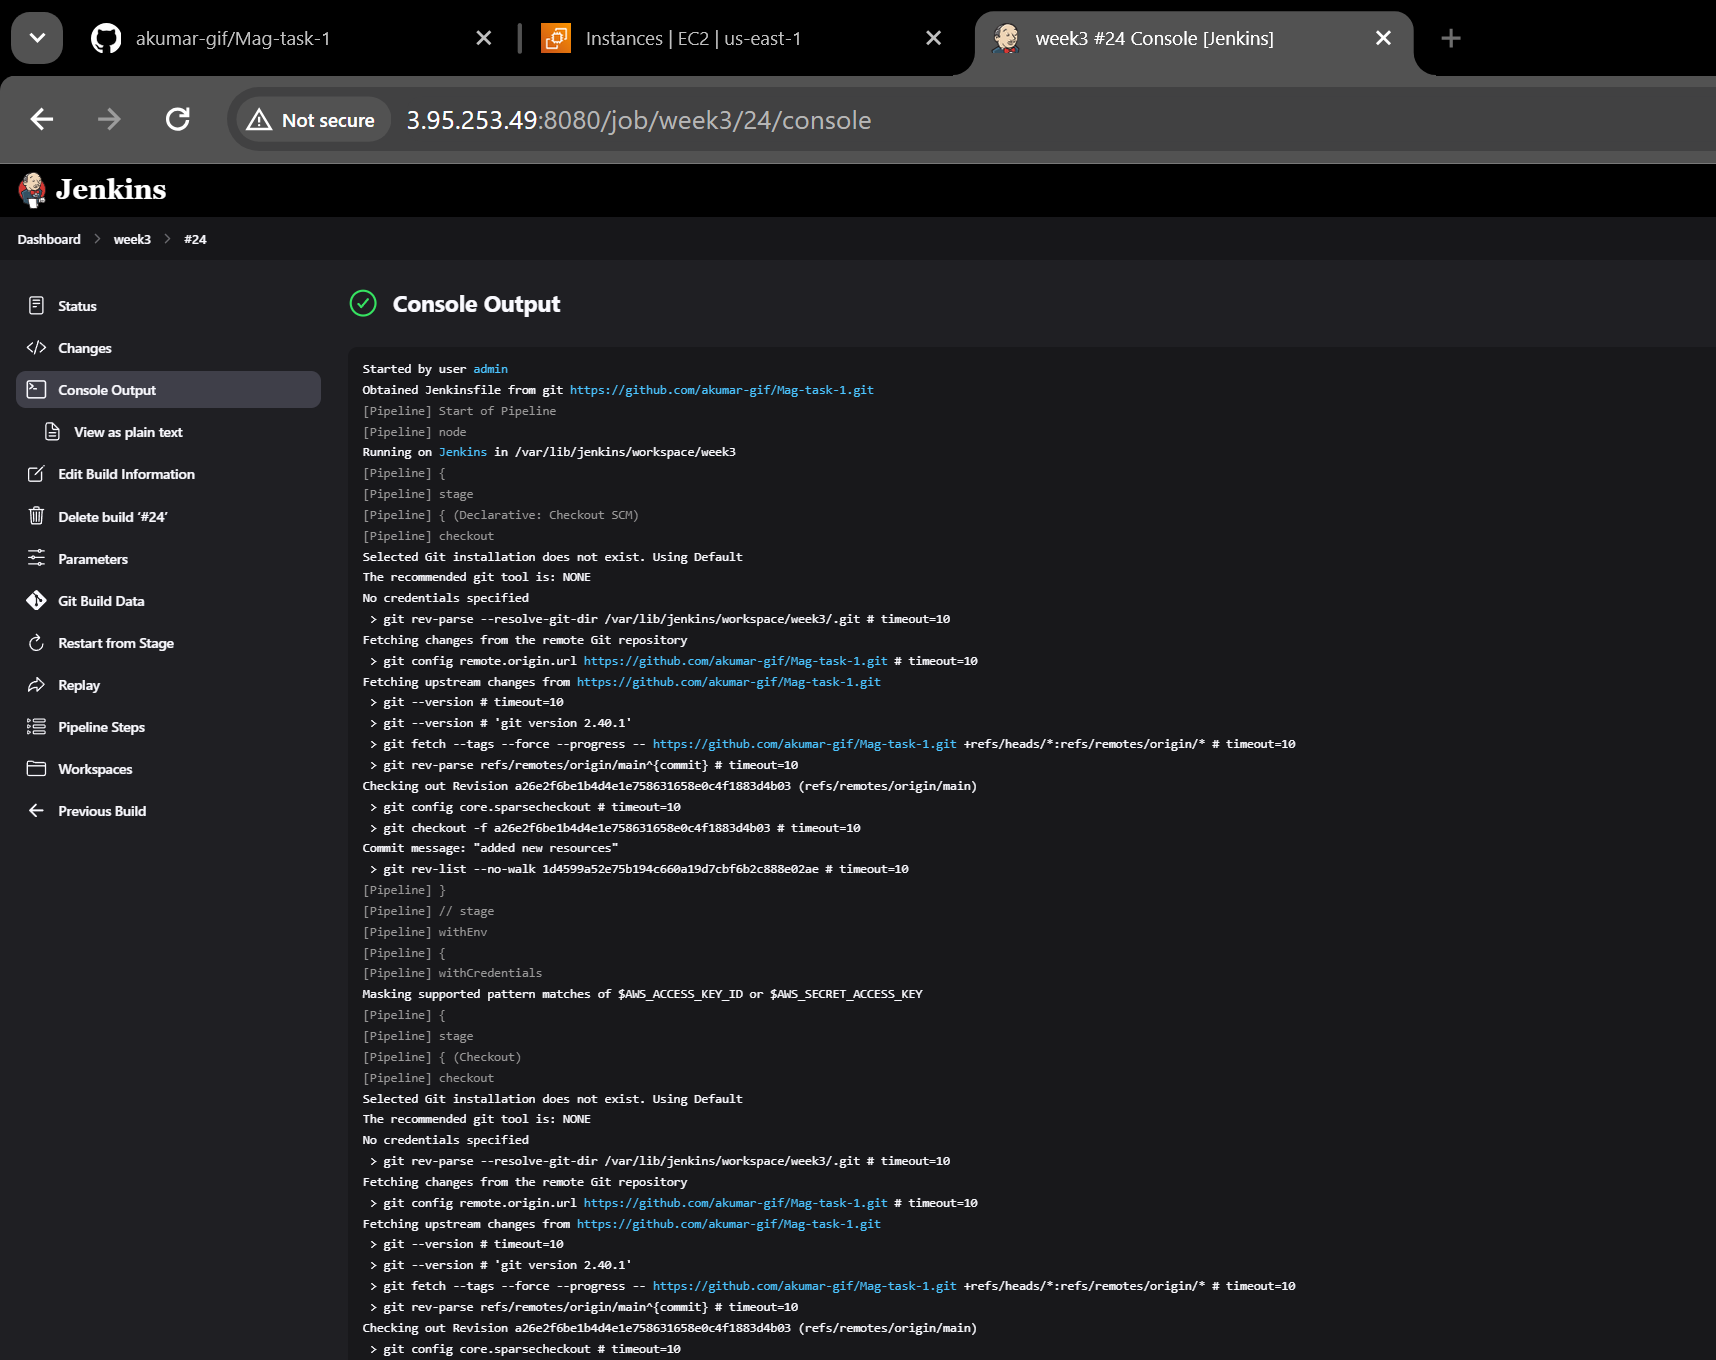 akumar-gif/Mag-task-1
Instances | EC2 | us-east-1
week3 #24 Console [Jenkins]
Not secure
3.95.253.49:8080/job/week3/24/console
Jenkins
Dashboard
week3
#24
Status
Changes
Console Output
View as plain text
Edit Build Information
Delete build ‘#24’
Parameters
Git Build Data
Restart from Stage
Replay
Pipeline Steps
Workspaces
Previous Build
Console Output
Started by user admin
Obtained Jenkinsfile from git https://github.com/akumar-gif/Mag-task-1.git
[Pipeline] Start of Pipeline
[Pipeline] node
Running on Jenkins in /var/lib/jenkins/workspace/week3
[Pipeline] {
[Pipeline] stage
[Pipeline] { (Declarative: Checkout SCM)
[Pipeline] checkout
Selected Git installation does not exist. Using Default
The recommended git tool is: NONE
No credentials specified
 > git rev-parse --resolve-git-dir /var/lib/jenkins/workspace/week3/.git # timeout=10
Fetching changes from the remote Git repository
 > git config remote.origin.url https://github.com/akumar-gif/Mag-task-1.git # timeout=10
Fetching upstream changes from https://github.com/akumar-gif/Mag-task-1.git
 > git --version # timeout=10
 > git --version # 'git version 2.40.1'
 > git fetch --tags --force --progress -- https://github.com/akumar-gif/Mag-task-1.git +refs/heads/*:refs/remotes/origin/* # timeout=10
 > git rev-parse refs/remotes/origin/main^{commit} # timeout=10
Checking out Revision a26e2f6be1b4d4e1e758631658e0c4f1883d4b03 (refs/remotes/origin/main)
 > git config core.sparsecheckout # timeout=10
 > git checkout -f a26e2f6be1b4d4e1e758631658e0c4f1883d4b03 # timeout=10
Commit message: "added new resources"
 > git rev-list --no-walk 1d4599a52e75b194c660a19d7cbf6b2c888e02ae # timeout=10
[Pipeline] }
[Pipeline] // stage
[Pipeline] withEnv
[Pipeline] {
[Pipeline] withCredentials
Masking supported pattern matches of $AWS_ACCESS_KEY_ID or $AWS_SECRET_ACCESS_KEY
[Pipeline] {
[Pipeline] stage
[Pipeline] { (Checkout)
[Pipeline] checkout
Selected Git installation does not exist. Using Default
The recommended git tool is: NONE
No credentials specified
 > git rev-parse --resolve-git-dir /var/lib/jenkins/workspace/week3/.git # timeout=10
Fetching changes from the remote Git repository
 > git config remote.origin.url https://github.com/akumar-gif/Mag-task-1.git # timeout=10
Fetching upstream changes from https://github.com/akumar-gif/Mag-task-1.git
 > git --version # timeout=10
 > git --version # 'git version 2.40.1'
 > git fetch --tags --force --progress -- https://github.com/akumar-gif/Mag-task-1.git +refs/heads/*:refs/remotes/origin/* # timeout=10
 > git rev-parse refs/remotes/origin/main^{commit} # timeout=10
Checking out Revision a26e2f6be1b4d4e1e758631658e0c4f1883d4b03 (refs/remotes/origin/main)
 > git config core.sparsecheckout # timeout=10